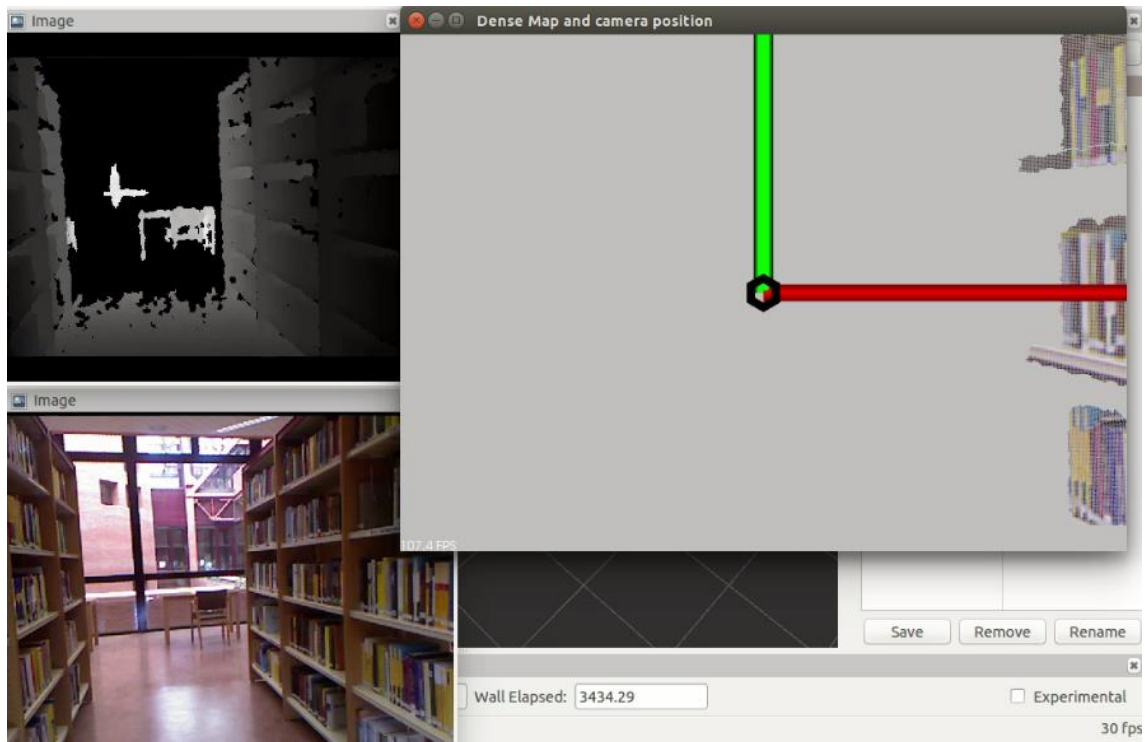 Image
Dense Map and camera position
107.4 FPS
Image
Save Remove Rename
Wall Elapsed: 3434.29
Experimental
30 fps